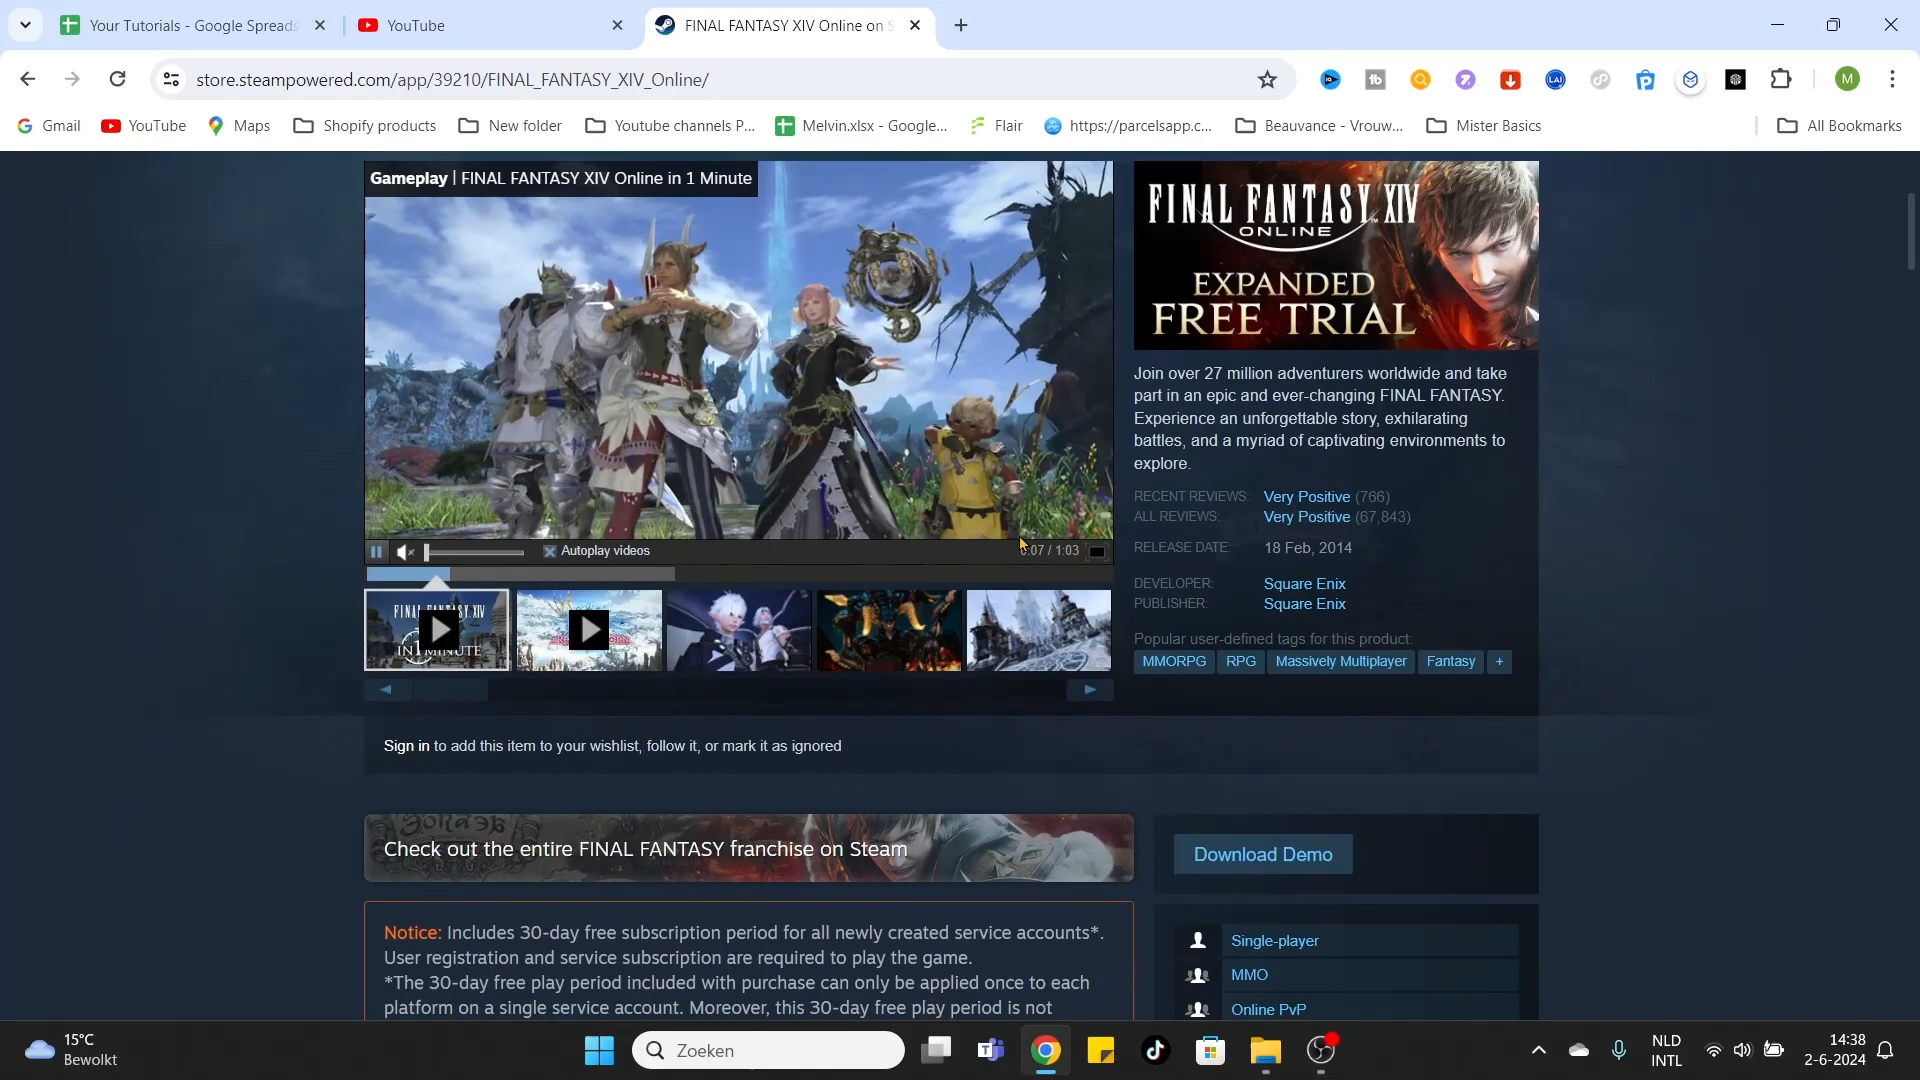 Your Tutorials - Google Spreads
YouTube
FINAL FANTASY XIV Online on S
store.steampowered.com/app/39210/FINAL_FANTASY_XIV_Online/
M
Gmail
YouTube
Maps
Shopify products
New folder
Youtube channels P...
Melvin.xlsx - Google...
Flair
https://parcelsapp.c...
Beauvance - Vrouw...
Mister Basics
All Bookmarks
Gameplay | FINAL FANTASY XIV Online in 1 Minute
FINAL FANTASY XIV
ONLINE
EXPANDED
FREE TRIAL
Join over 27 million adventurers worldwide and take
part in an epic and ever-changing FINAL FANTASY.
Experience an unforgettable story, exhilarating
battles, and a myriad of captivating environments to
explore.
RECENT REVIEWS: Very Positive (766)
ALL REVIEWS: Very Positive (67,843)
RELEASE DATE: 18 Feb, 2014
DEVELOPER: Square Enix
PUBLISHER: Square Enix
Popular user-defined tags for this product:
MMORPG RPG Massively Multiplayer Fantasy +
Autoplay videos
0:07 / 1:03
FINAL FANTASY XIV
IN 1 MINUTE
Sign in to add this item to your wishlist, follow it, or mark it as ignored
Check out the entire FINAL FANTASY franchise on Steam
Download Demo
Notice: Includes 30-day free subscription period for all newly created service accounts*.
User registration and service subscription are required to play the game.
*The 30-day free play period included with purchase can only be applied once to each
platform on a single service account. Moreover, this 30-day free play period is not
Single-player
MMO
Online PvP
15°C
Bewolkt
Zoeken
NLD
INTL
14:38
2-6-2024